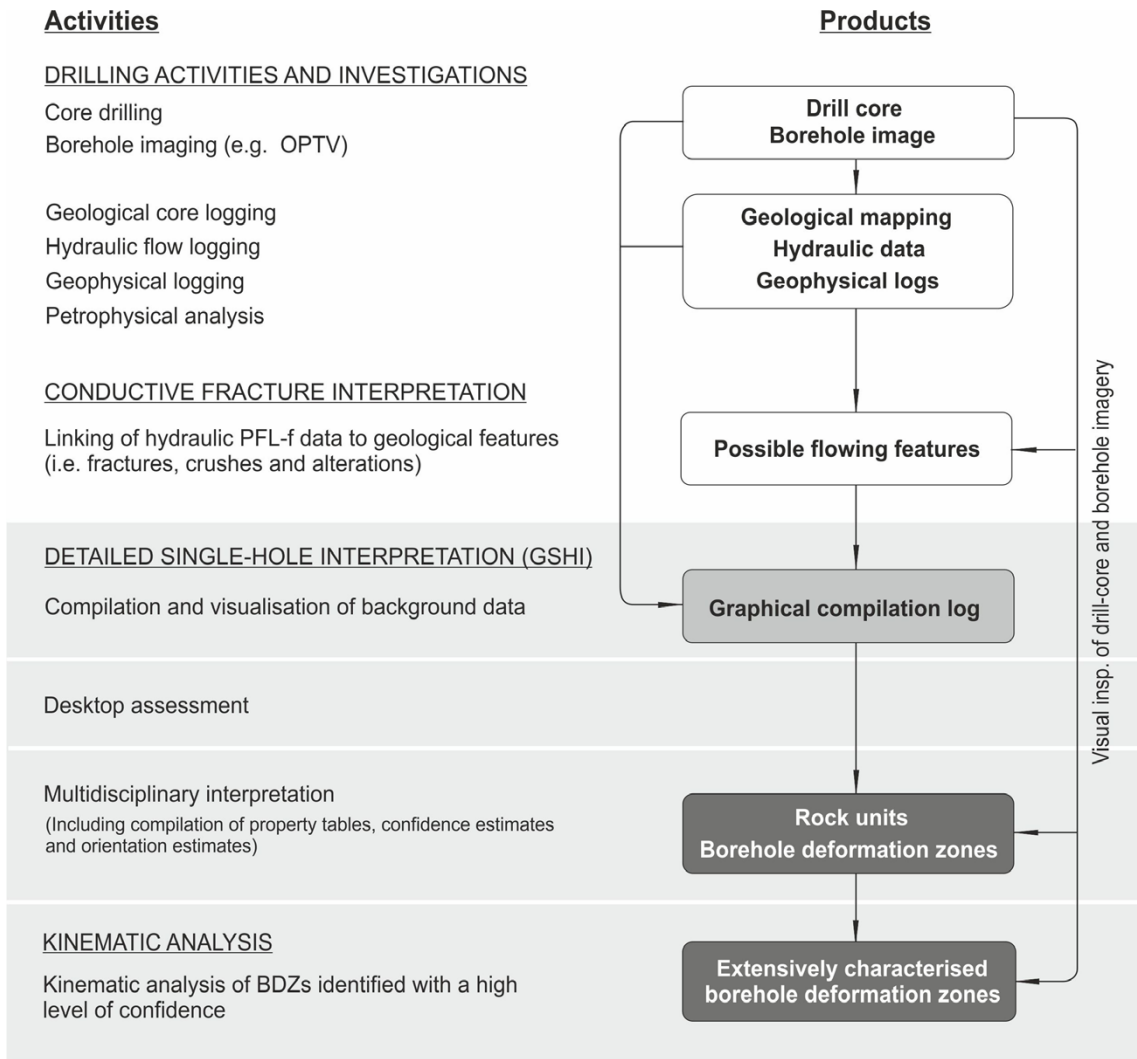 Activities
Products
DRILLING ACTIVITIES AND INVESTIGATIONS
Core drilling
Borehole imaging (e.g. OPTV)
Drill core
Borehole image
Geological core logging
Hydraulic flow logging
Geophysical logging
Petrophysical analysis
Geological mapping
Hydraulic data
Geophysical logs
CONDUCTIVE FRACTURE INTERPRETATION
Linking of hydraulic PFL-f data to geological features
(i.e. fractures, crushes and alterations)
Possible flowing features
Visual insp. of drill-core and borehole imagery
DETAILED SINGLE-HOLE INTERPRETATION (GSHI)
Compilation and visualisation of background data
Graphical compilation log
Desktop assessment
Multidisciplinary interpretation
(Including compilation of property tables, confidence estimates
and orientation estimates)
Rock units
Borehole deformation zones
KINEMATIC ANALYSIS
Kinematic analysis of BDZs identified with a high
level of confidence
Extensively characterised
borehole deformation zones